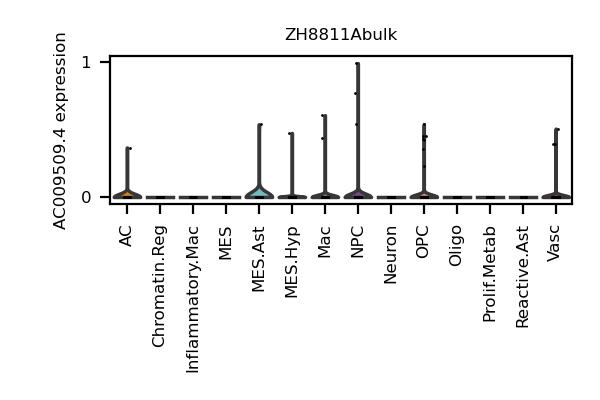 ZH8811Abulk
AC009509.4 expression
1
0
AC
Chromatin.Reg
Inflammatory.Mac
MES
MES.Ast
MES.Hyp
Mac
NPC
Neuron
OPC
Oligo
Prolif.Metab
Reactive.Ast
Vasc